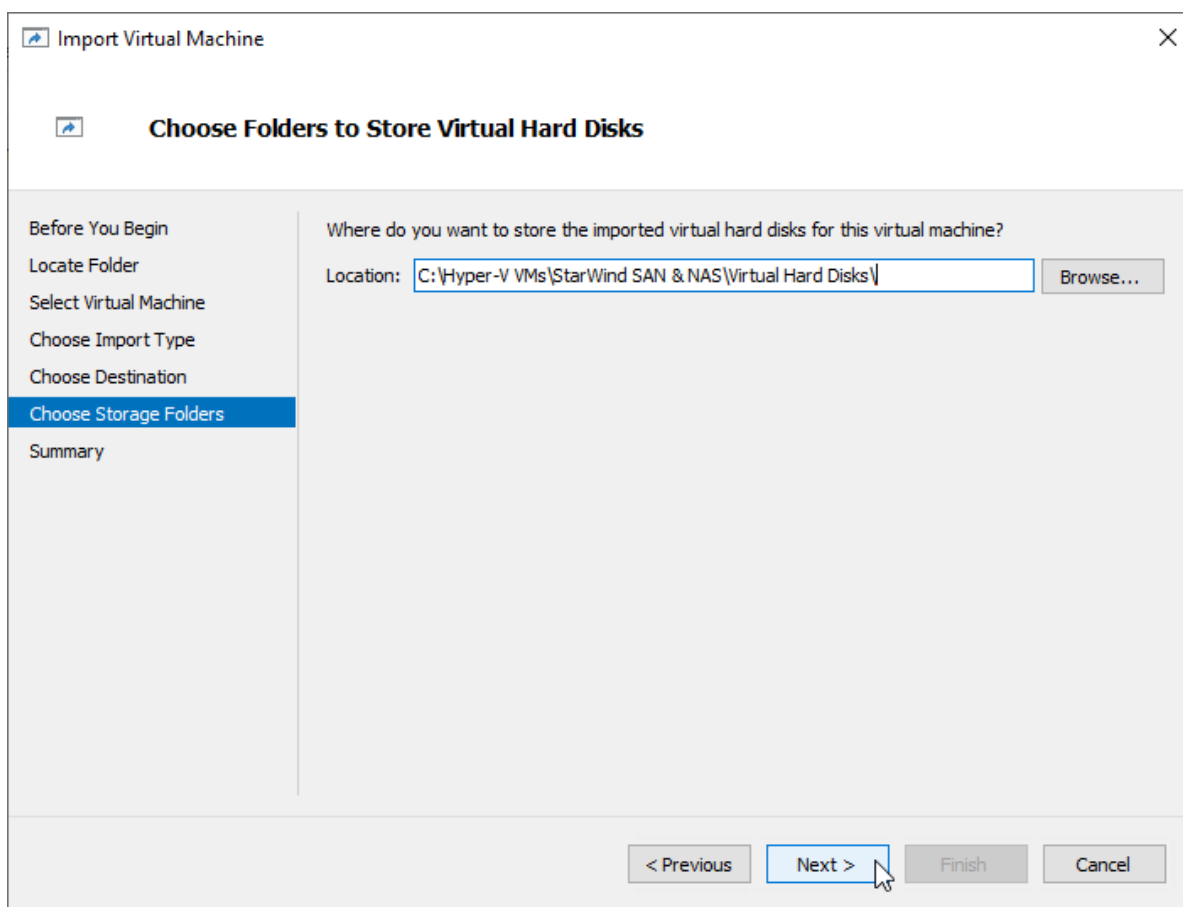 Import Virtual Machine
Choose Folders to Store Virtual Hard Disks
Before You Begin
Locate Folder
Select Virtual Machine
Choose Import Type
Choose Destination
Choose Storage Folders
Summary
Where do you want to store the imported virtual hard disks for this virtual machine?
Location: C:\Hyper-V VMs\StarWind SAN & NAS\Virtual Hard Disks\ Browse...
< Previous Next > Finish Cancel